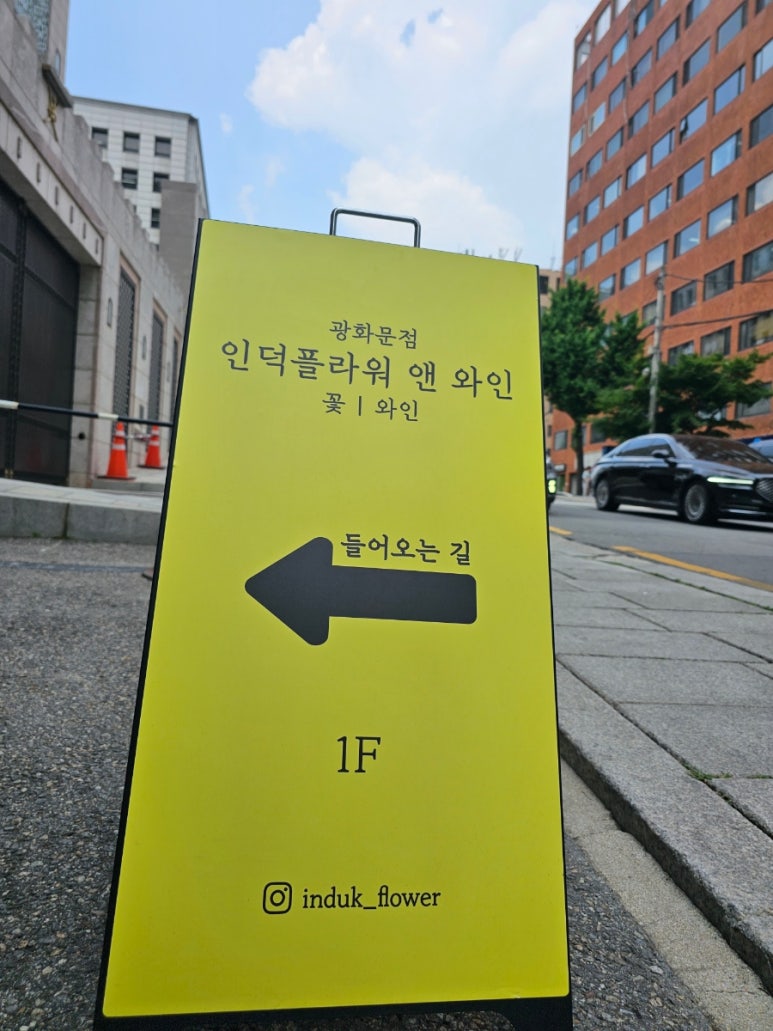 광화문점
인덕플라워 앤 와인
꽃 | 와인
들어오는 길
1F
induk_flower